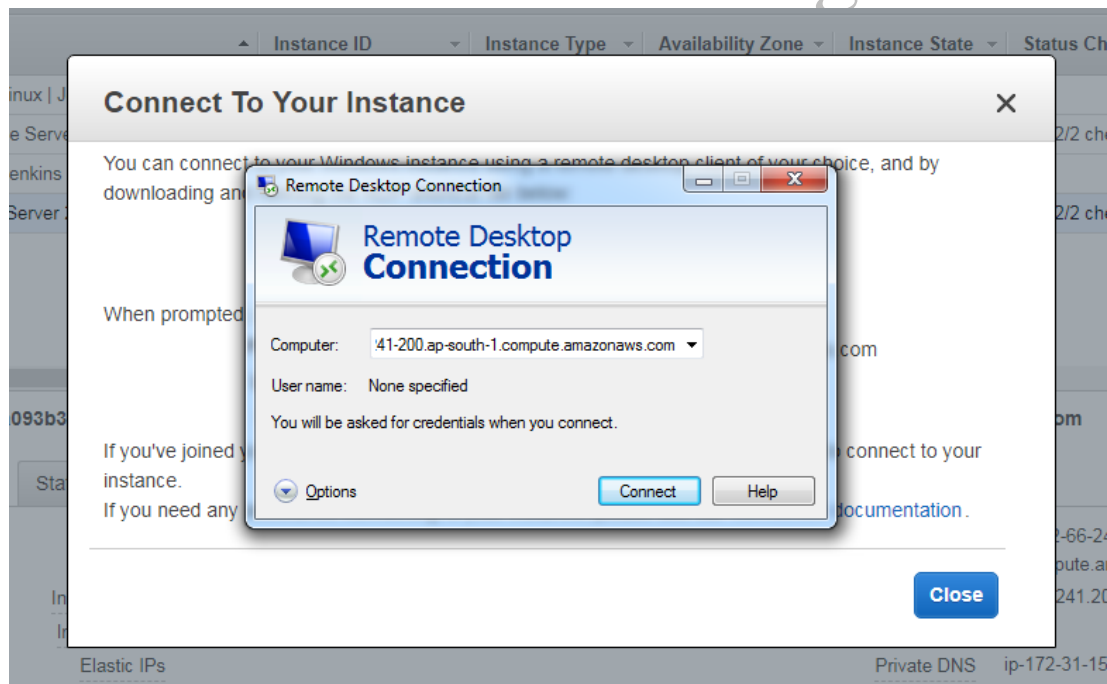 Instance ID Instance Type Availability Zone Instance State Status Ch
inux | J
Connect To Your Instance
e Serve
2/2 che
enkins
You can connect to your Windows instance using a remote desktop client of your choice, and by
downloading an
Server
2/2 che
Remote Desktop Connection
Remote Desktop
Connection
When prompted
Computer: 41-200.ap-south-1.compute.amazonaws.com
com
User name: None specified
093b3
om
You will be asked for credentials when you connect.
If you've joined
connect to your
Sta
instance.
Options Connect Help
If you need any
documentation.
2-66-24
pute.a
Close
In
241.20
In
Elastic IPs Private DNS ip-172-31-15